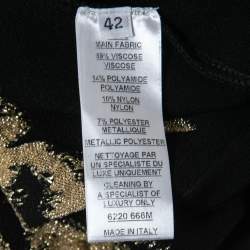 42
MAIN FABRIC
69% VISCOSE
VISCOSE
14% POLYAMIDE
POLYAMIDE
10% NYLON
NYLON
7% POLYESTER
METALLIQUE
METALLIC POLYESTER
NETTOYAGE PAR
UN SPECIALISTE DU
LUXE UNIQUEMENT
CLEANING BY
A SPECIALIST OF
LUXURY ONLY
6220 666M
MADE IN ITALY